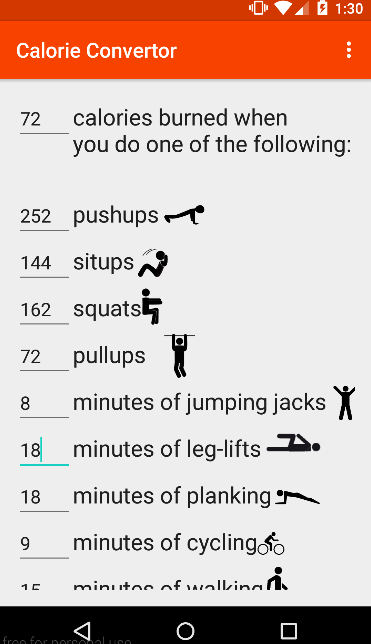 1:30
Calorie Convertor
72 calories burned when
you do one of the following:
252 pushups
144 situps
162 squats
72 pullups
8 minutes of jumping jacks
18 minutes of leg-lifts
18 minutes of planking
9 minutes of cycling
15 minutes of walking
free for personal use